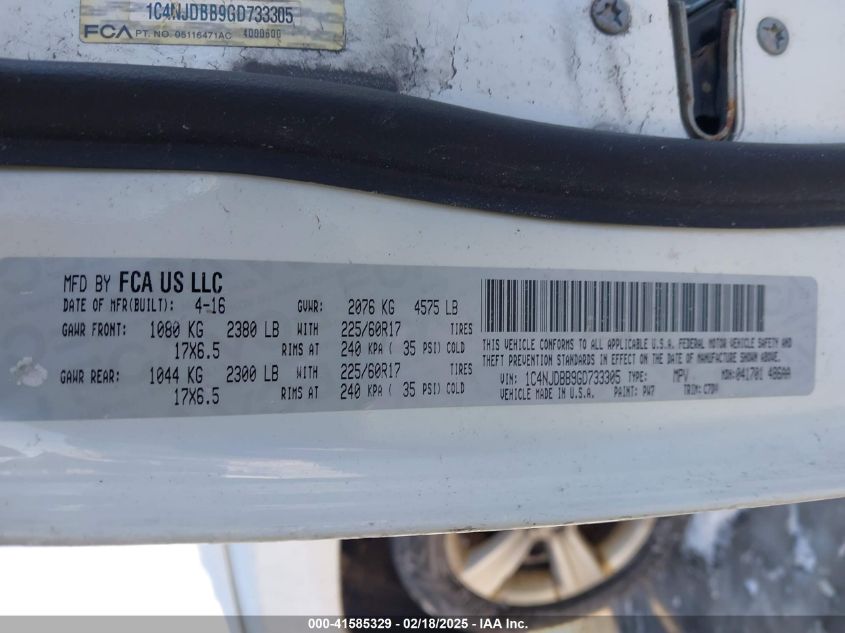 1C4NJDBB9GD733305
FCA PT. NO. 05116471AC 4000600
MFD BY FCA US LLC
DATE OF MFR(BUILT): 4-16 GVWR: 2076 KG 4575 LB
GAWR FRONT: 1080 KG 2380 LB WITH 225/60R17 TIRES
17X6.5 RIMS AT 240 KPA ( 35 PSI) COLD
GAWR REAR: 1044 KG 2300 LB WITH 225/60R17 TIRES
17X6.5 RIMS AT 240 KPA ( 35 PSI) COLD
THIS VEHICLE CONFORMS TO ALL APPLICABLE U.S.A. FEDERAL MOTOR VEHICLE SAFETY AND
THEFT PREVENTION STANDARDS IN EFFECT ON THE DATE OF MANUFACTURE SHOWN ABOVE.
VIN: 1C4NJDBB9GD733305 TYPE: MPV MDH: 041701 486AA
VEHICLE MADE IN U.S.A. PAINT: PW7 TRIM:
000-41585329 - 02/18/2025 - IAA Inc.